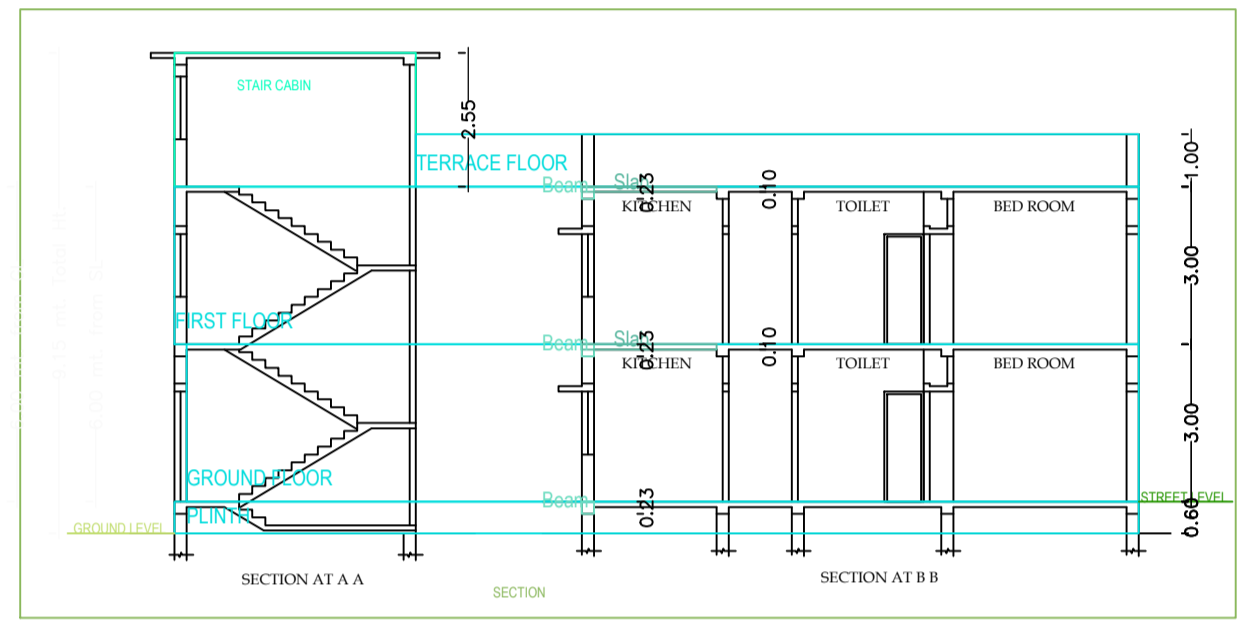 STAIR CABIN
2.55
TERRACE FLOOR
1.00
Beam
Slab
0.23
0.10
KITCHEN
TOILET
BED ROOM
3.00
FIRST FLOOR
Beam
Slab
0.23
0.10
KITCHEN
TOILET
BED ROOM
3.00
GROUND FLOOR
Beam
0.23
STREET LEVEL
PLINTH
0.60
GROUND LEVEL
SECTION AT A A
SECTION AT B B
SECTION